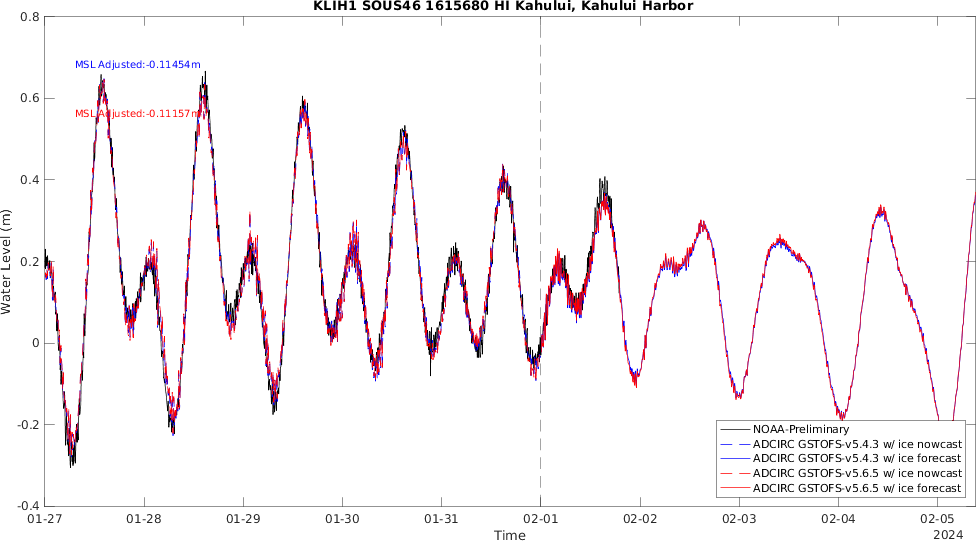 KLIH1 SOUS46 1615680 HI Kahului, Kahului Harbor
0.8
0.6
0.4
0.2
0
-0.2
-0.4
Water Level (m)
MSL Adjusted:-0.11454m
MSL Adjusted:-0.11157m
NOAA-Preliminary
ADCIRC GSTOFS-v5.4.3 w/ ice nowcast
ADCIRC GSTOFS-v5.4.3 w/ ice forecast
ADCIRC GSTOFS-v5.6.5 w/ ice nowcast
ADCIRC GSTOFS-v5.6.5 w/ ice forecast
01-27 01-28 01-29 01-30 01-31 02-01 02-02 02-03 02-04 02-05
Time
2024